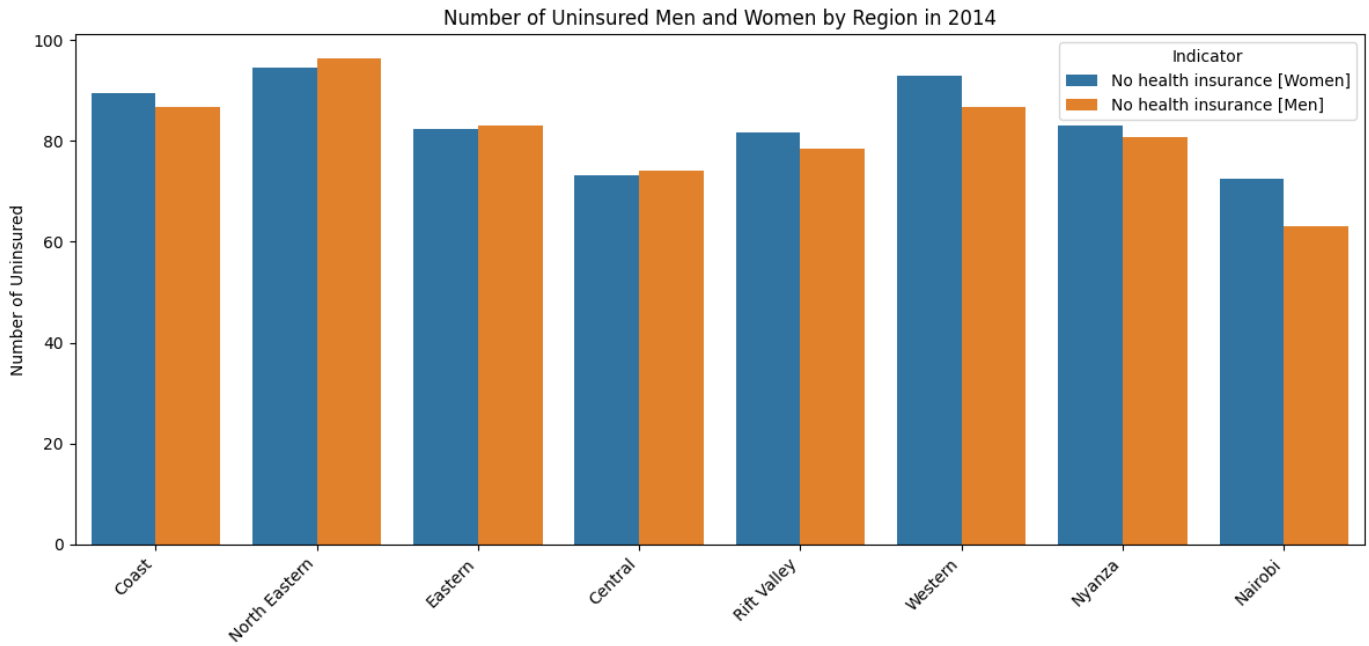 Number of Uninsured Men and Women by Region in 2014
Indicator
No health insurance [Women]
No health insurance [Men]
Number of Uninsured
100
80
60
40
20
0
Coast
North Eastern
Eastern
Central
Rift Valley
Western
Nyanza
Nairobi